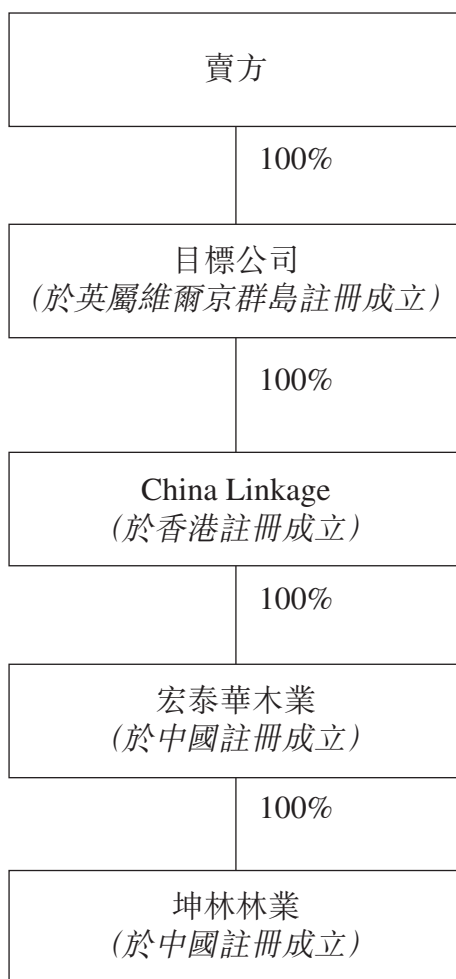 賣方
100%
目標公司
(於英屬維爾京群島註冊成立)
100%
China Linkage
(於香港註冊成立)
100%
宏泰華木業
(於中國註冊成立)
100%
坤林林業
(於中國註冊成立)